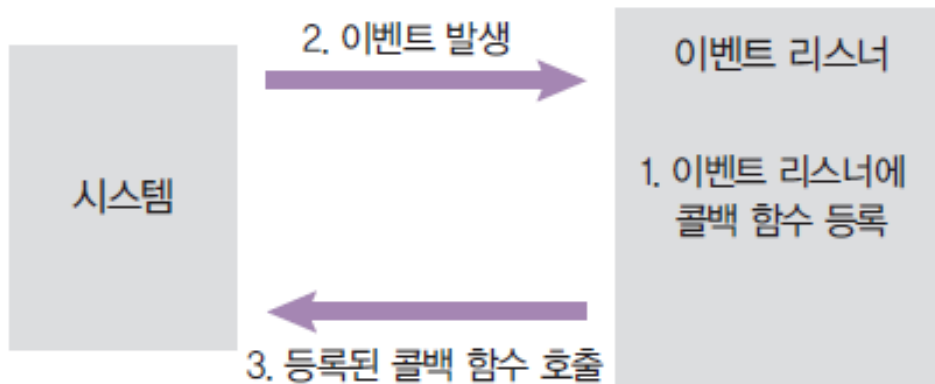 2. 이벤트 발생
이벤트 리스너
시스템
1. 이벤트 리스너에
콜백 함수 등록
3. 등록된 콜백 함수 호출